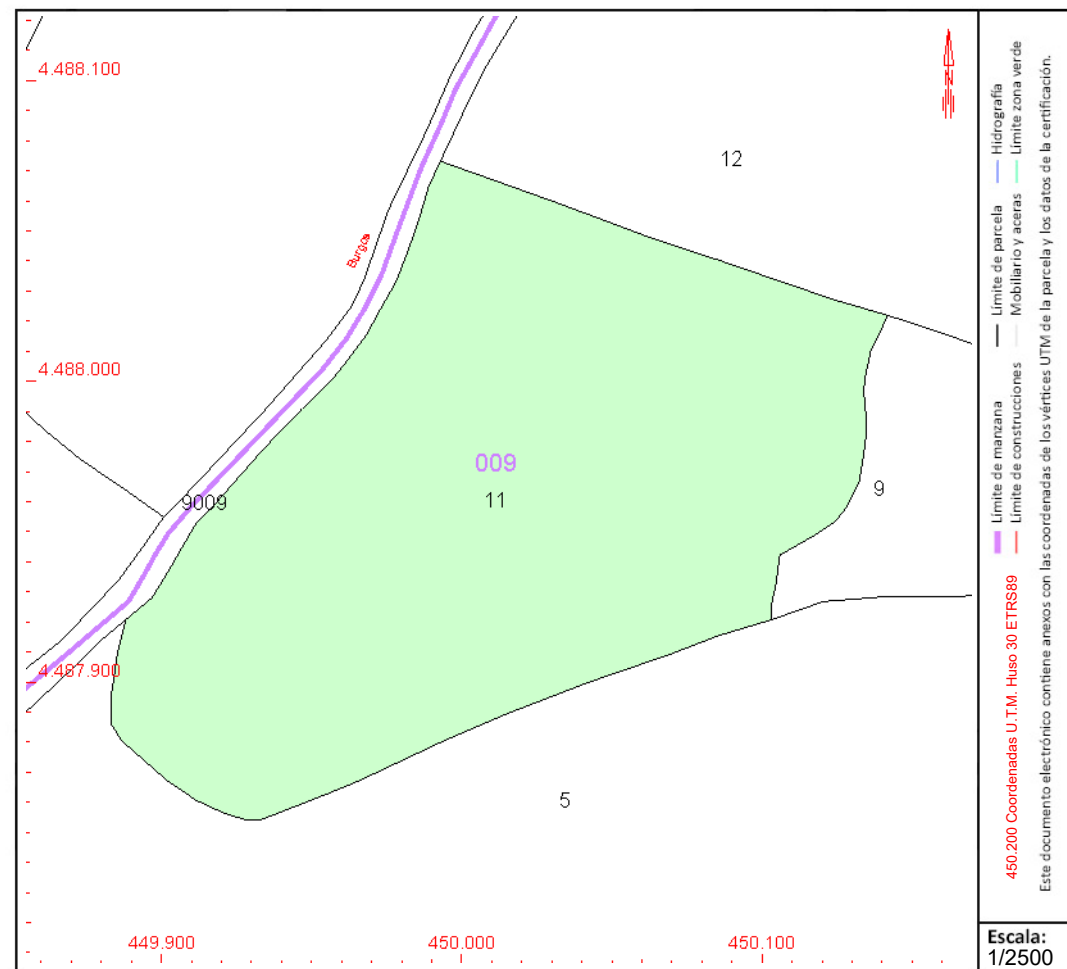 4.488.100
12
Burgos
4.488.000
009
11
9
9009
4.487.900
5
449.900
450.000
450.100
N
Hidrografía
Límite zona verde
Límite de parcela
Mobiliario y aceras
Límite de manzana
Límite de construcciones
450.200 Coordenadas U.T.M. Huso 30 ETRS89
Este documento electrónico contiene anexos con las coordenadas de los vértices UTM de la parcela y los datos de la certificación.
Escala:
1/2500